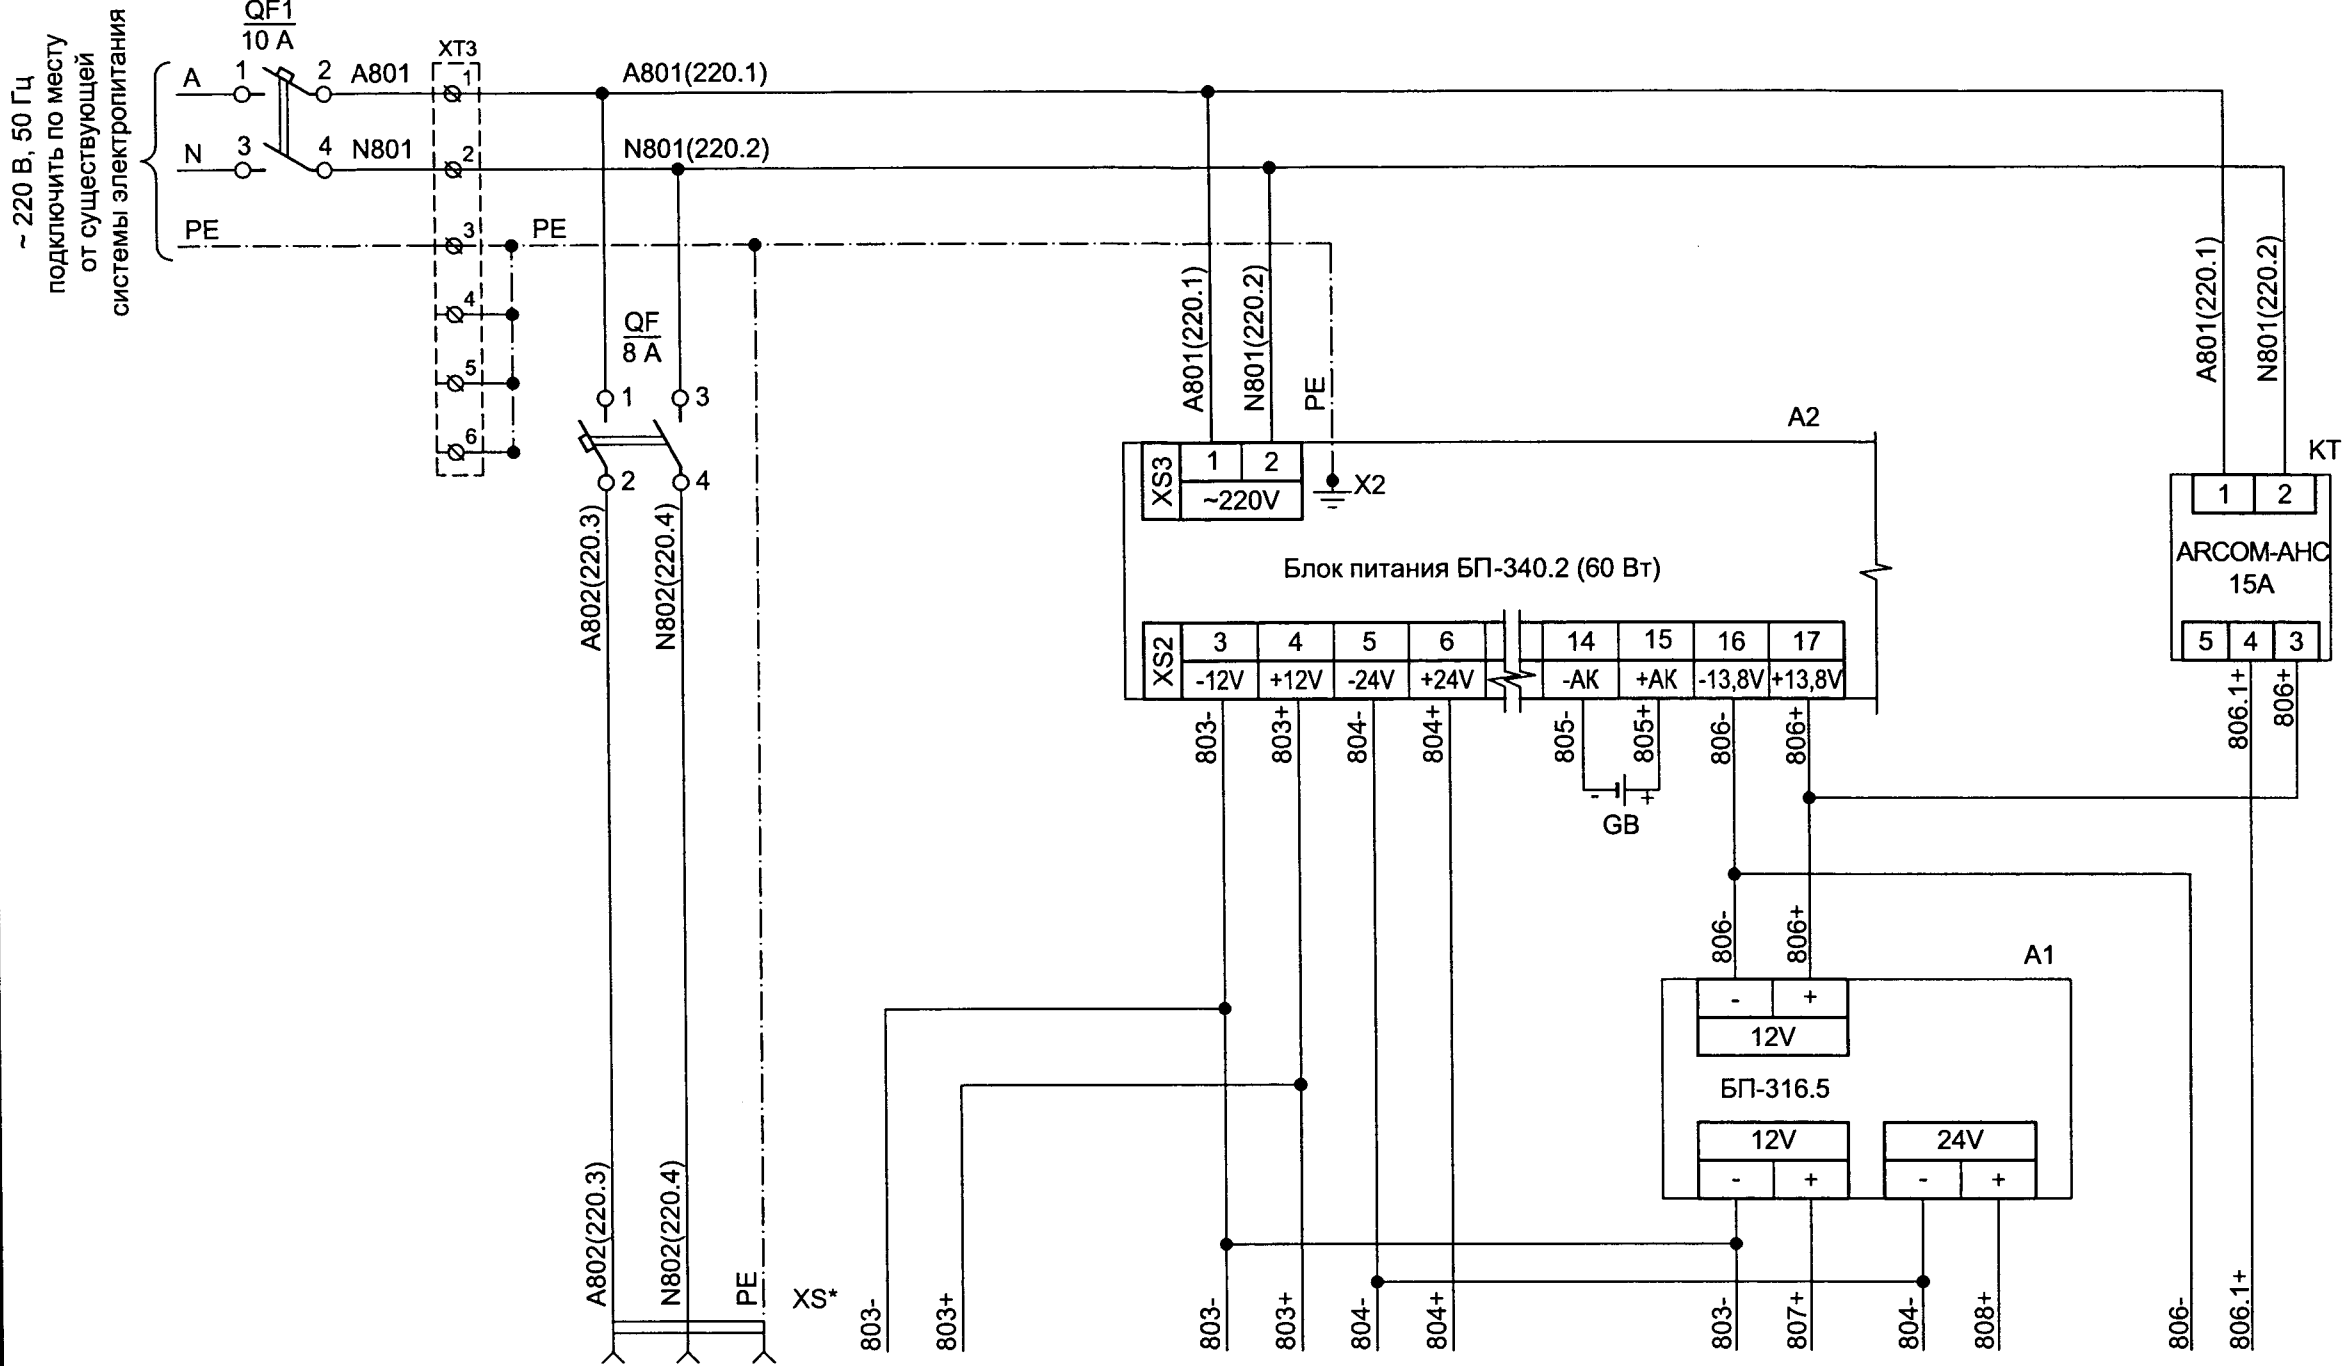 ~ 220 В, 50 Гц
подключить по месту
от существующей
системы электропитания
QF1
10 А
A
1
2
A801
N
3
4
N801
PE
XT3
1
2
3
4
5
6
A801(220.1)
N801(220.2)
PE
QF
8 А
1
3
2
4
A802(220.3)
N802(220.4)
A802(220.3)
N802(220.4)
PE
XS*
A801(220.1)
N801(220.2)
PE
A2
XS3
1
2
~220V
X2
Блок питания БП-340.2 (60 Вт)
XS2
3
4
5
6
14
15
16
17
-12V
+12V
-24V
+24V
-АК
+АК
-13,8V
+13,8V
803-
803+
804-
804+
805-
805+
806-
806+
- +
GB
A801(220.1)
N801(220.2)
KT
1
2
ARCOM-AHC
15A
5
4
3
806.1+
806+
806-
806+
A1
-
+
12V
БП-316.5
12V
24V
-
+
-
+
803-
803+
803-
803+
804-
804+
803-
807+
804-
808+
806-
806.1+